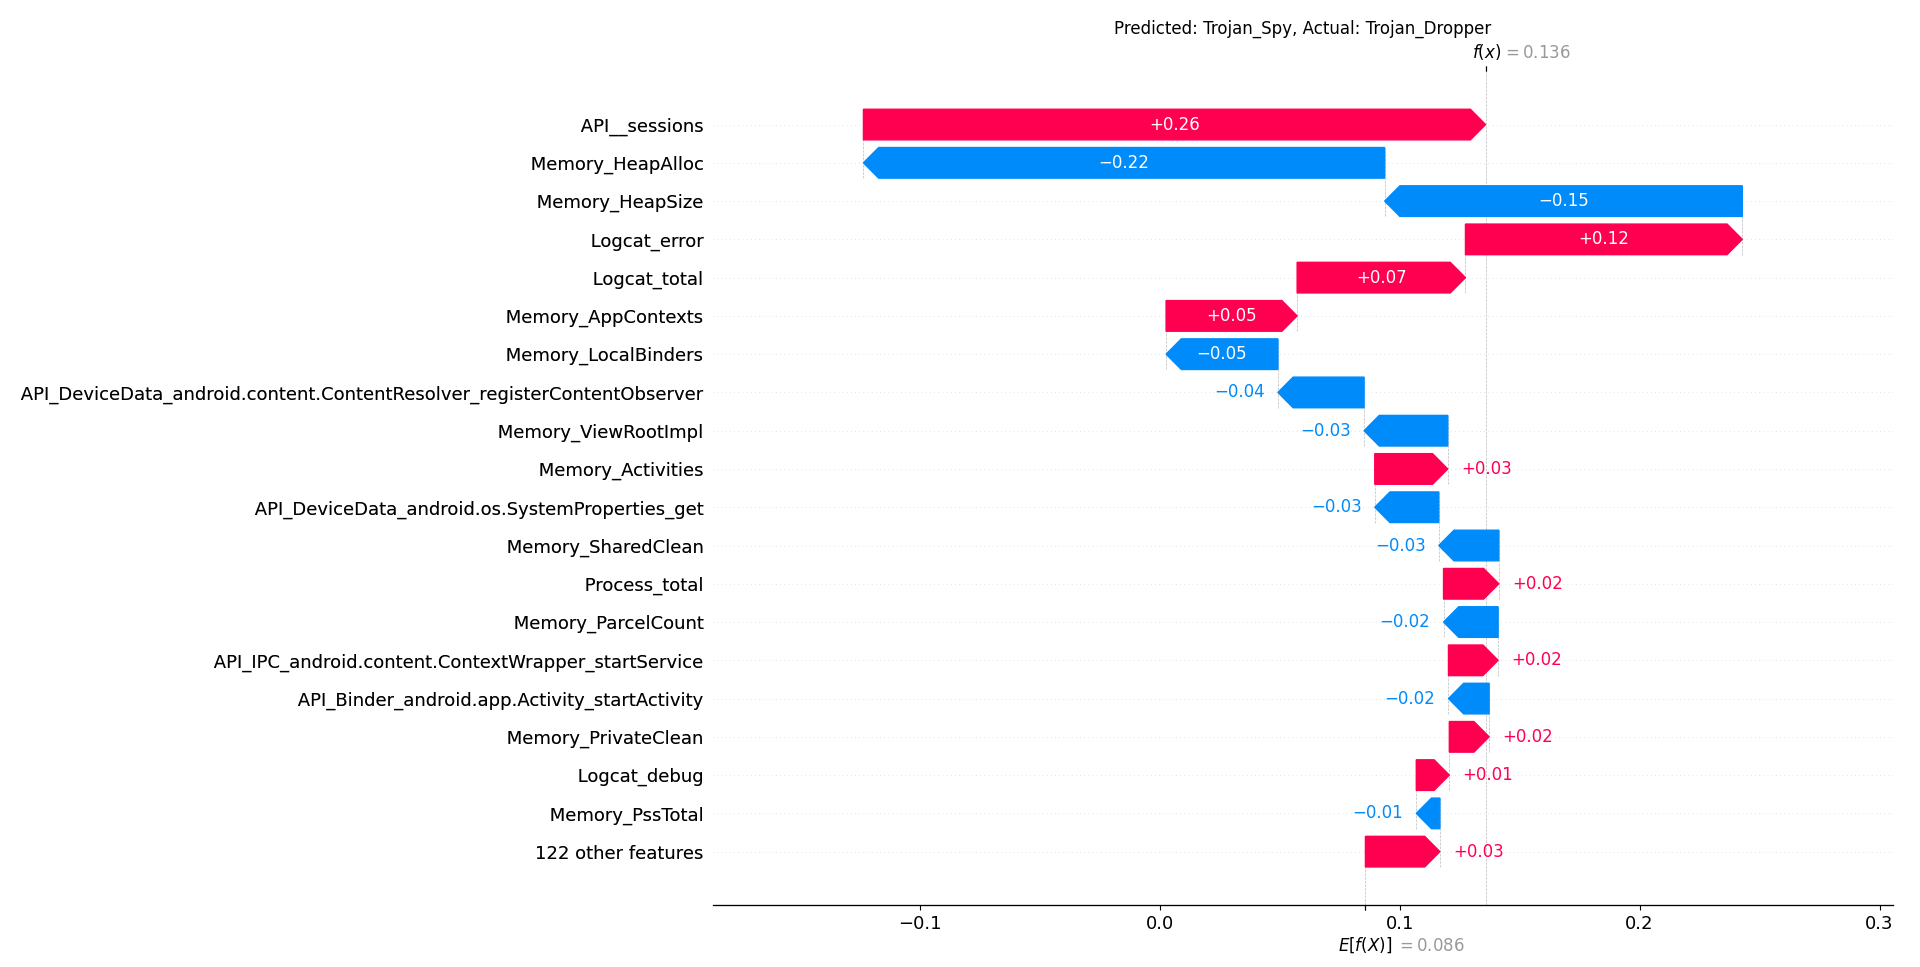 Predicted: Trojan_Spy, Actual: Trojan_Dropper
f(x) = 0.136
API__sessions +0.26
Memory_HeapAlloc −0.22
Memory_HeapSize −0.15
Logcat_error +0.12
Logcat_total +0.07
Memory_AppContexts +0.05
Memory_LocalBinders −0.05
API_DeviceData_android.content.ContentResolver_registerContentObserver −0.04
Memory_ViewRootImpl −0.03
Memory_Activities +0.03
API_DeviceData_android.os.SystemProperties_get −0.03
Memory_SharedClean −0.03
Process_total +0.02
Memory_ParcelCount −0.02
API_IPC_android.content.ContextWrapper_startService +0.02
API_Binder_android.app.Activity_startActivity −0.02
Memory_PrivateClean +0.02
Logcat_debug +0.01
Memory_PssTotal −0.01
122 other features +0.03
−0.1 0.0 0.1 0.2 0.3
E[f(X)] = 0.086